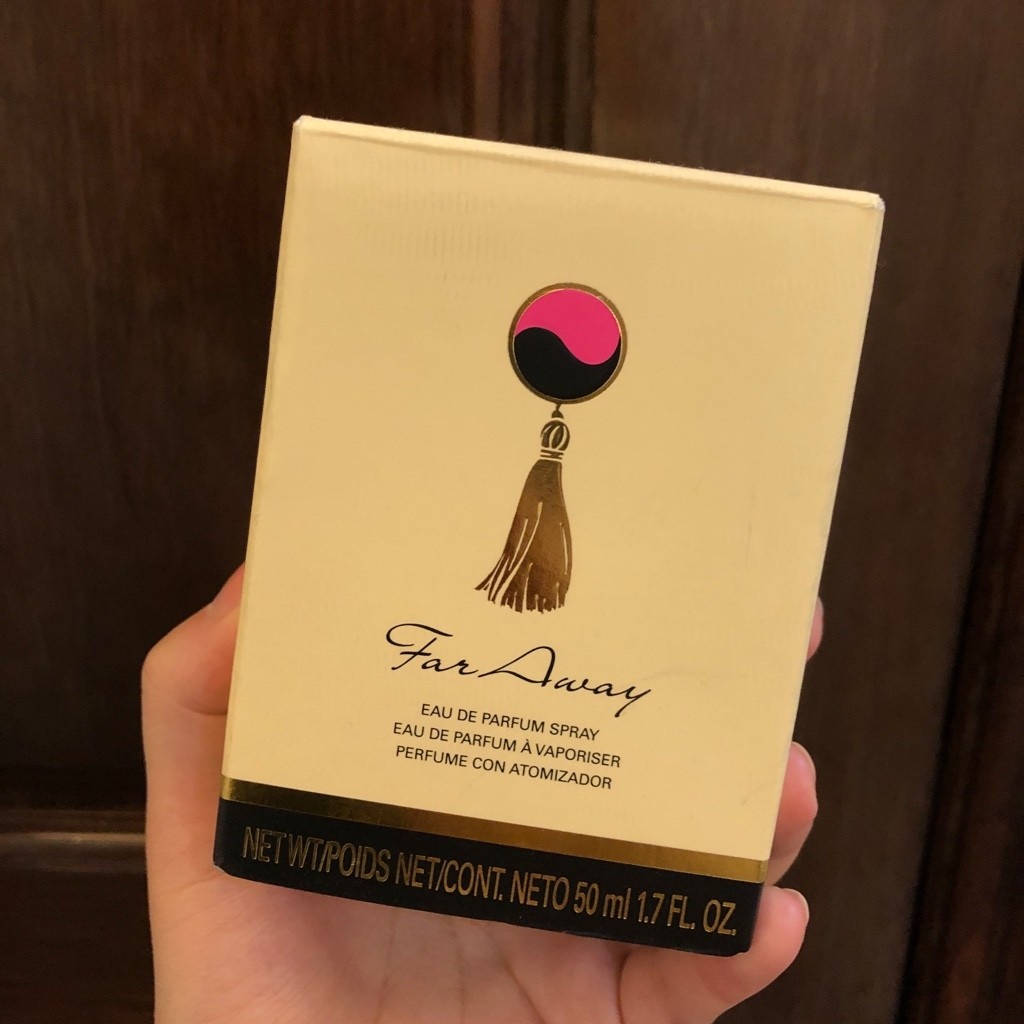 Far Away
EAU DE PARFUM SPRAY
EAU DE PARFUM À VAPORISER
PERFUME CON ATOMIZADOR
NET WT/POIDS NET/CONT. NETO 50 ml 1.7 FL. OZ.